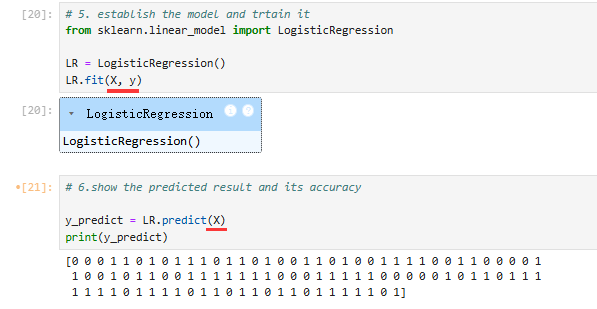 [20]: # 5. establish the model and trtain it
from sklearn.linear_model import LogisticRegression
LR = LogisticRegression()
LR.fit(X, y)
[20]: LogisticRegression i ?
LogisticRegression()
*[21]: # 6.show the predicted result and its accuracy
y_predict = LR.predict(X)
print(y_predict)
[0 0 0 1 1 0 1 0 1 1 1 0 1 1 0 1 0 0 1 1 0 1 0 0 1 1 1 1 0 0 1 1 0 0 0 0 1
1 0 0 1 0 1 1 0 0 1 1 1 1 1 1 1 0 0 0 1 1 1 1 1 0 0 0 0 0 1 0 1 1 0 1 1 1
1 1 1 1 0 1 1 1 1 0 1 1 0 1 1 0 1 1 0 1 1 1 1 1 0 1]